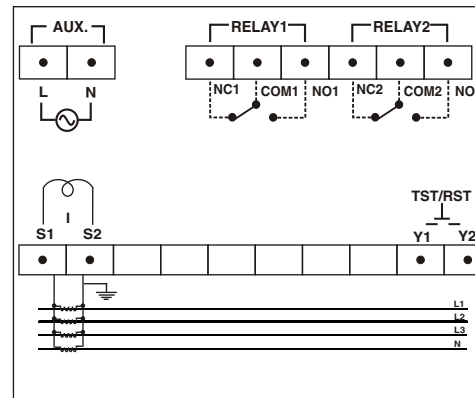 AUX.
RELAY1
RELAY2
L
N
NC1
COM1
NO1
NC2
COM2
NO
I
S1
S2
TST/RST
Y1
Y2
L1
L2
L3
N